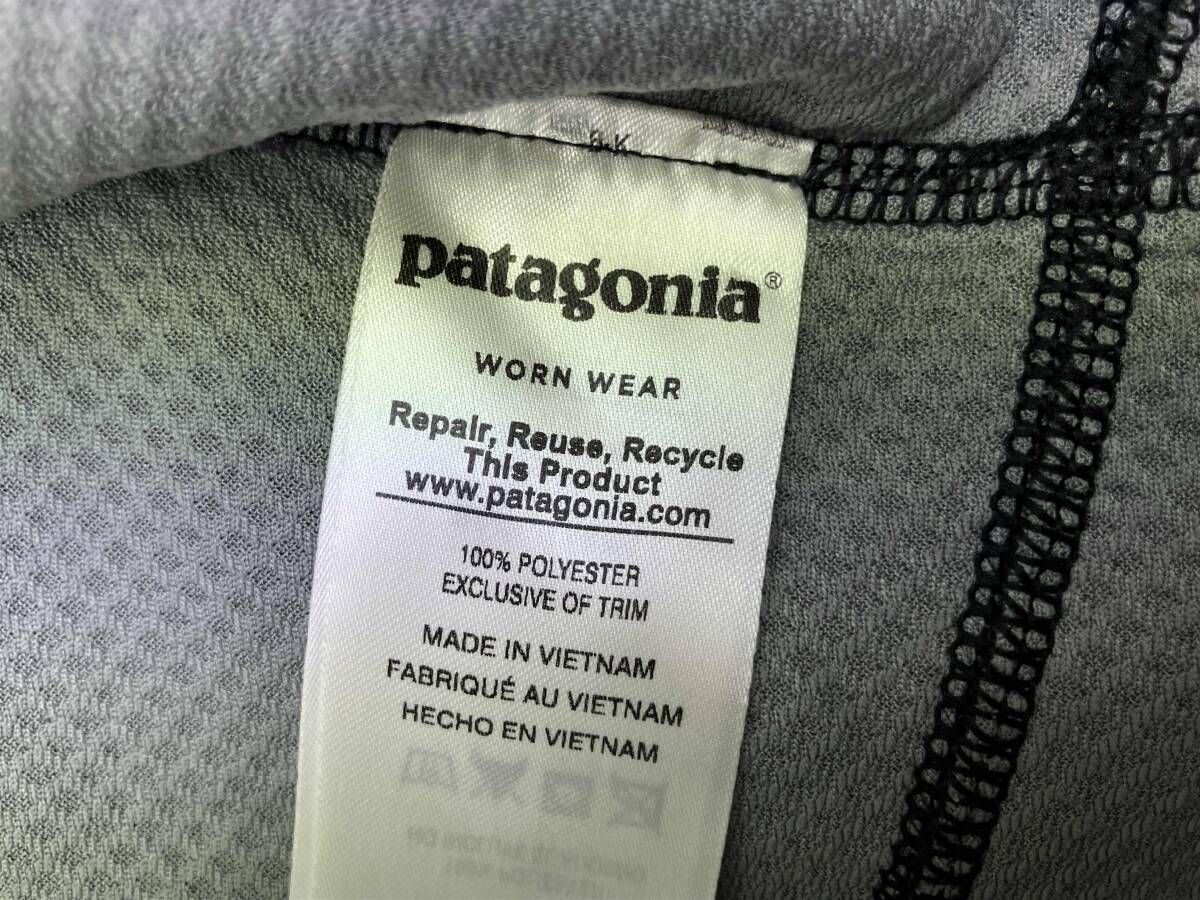 patagonia®
WORN WEAR
Repair, Reuse, Recycle
This Product
www.patagonia.com
100% POLYESTER
EXCLUSIVE OF TRIM
MADE IN VIETNAM
FABRIQUÉ AU VIETNAM
HECHO EN VIETNAM